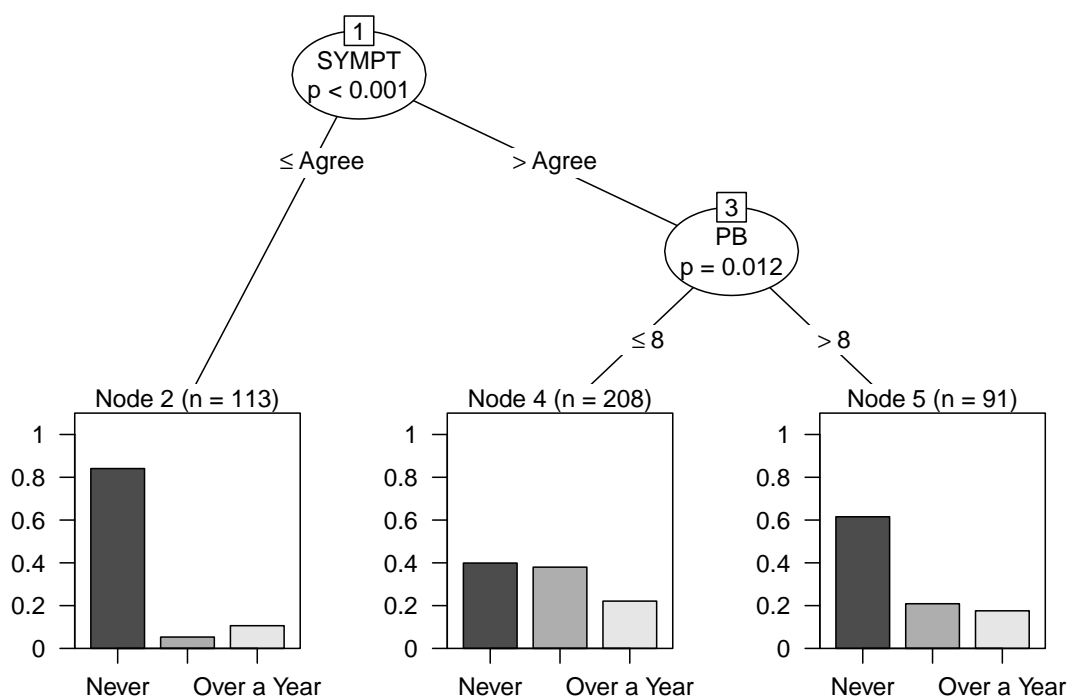 1
SYMPT
p < 0.001
≤ Agree
> Agree
3
PB
p = 0.012
≤ 8
> 8
Node 2 (n = 113)
1
0.8
0.6
0.4
0.2
0
Never Over a Year
Node 4 (n = 208)
1
0.8
0.6
0.4
0.2
0
Never Over a Year
Node 5 (n = 91)
1
0.8
0.6
0.4
0.2
0
Never Over a Year